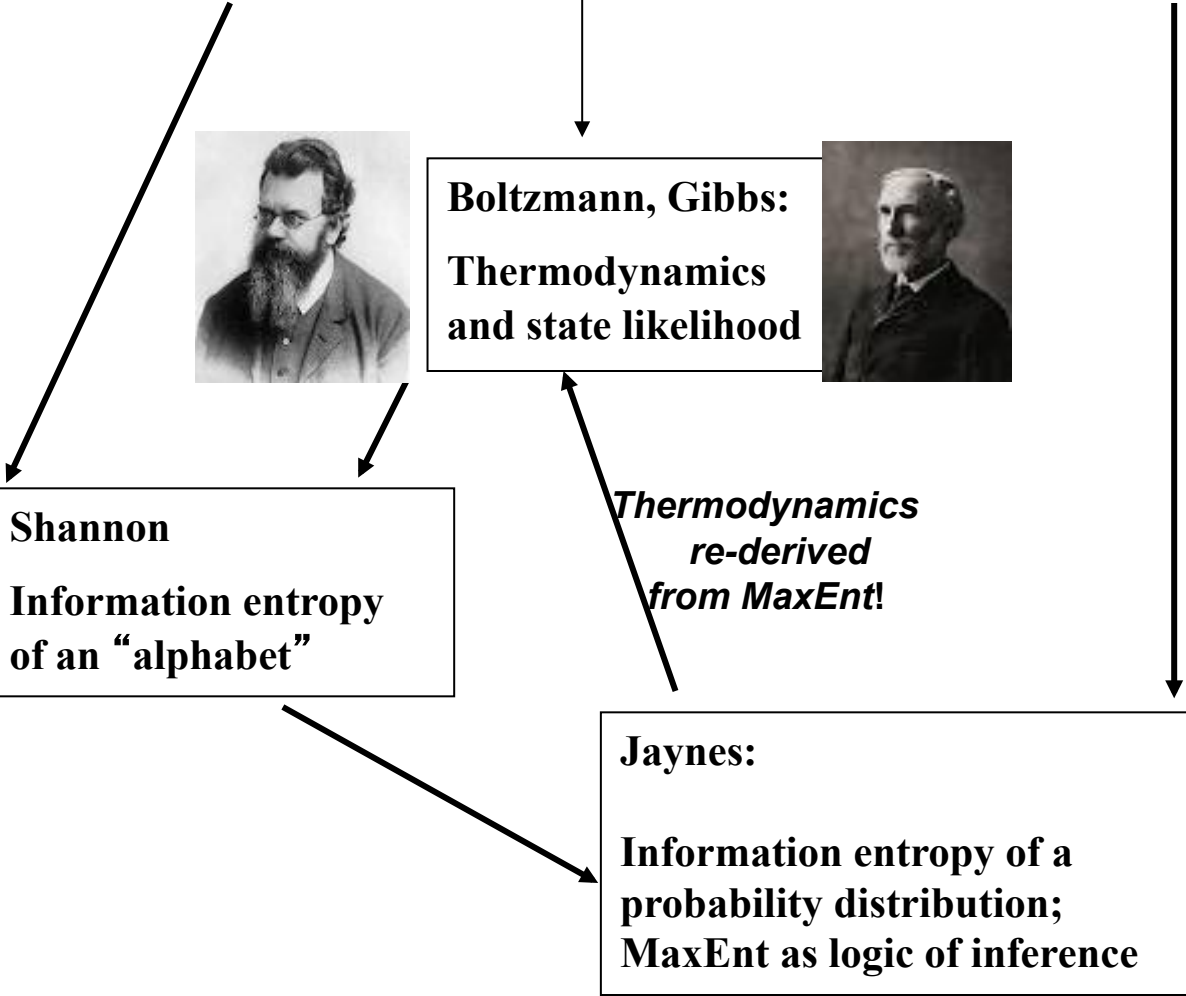 Boltzmann, Gibbs:
Thermodynamics
and state likelihood
Shannon
Information entropy
of an “alphabet”
Thermodynamics
re-derived
from MaxEnt!
Jaynes:
Information entropy of a
probability distribution;
MaxEnt as logic of inference